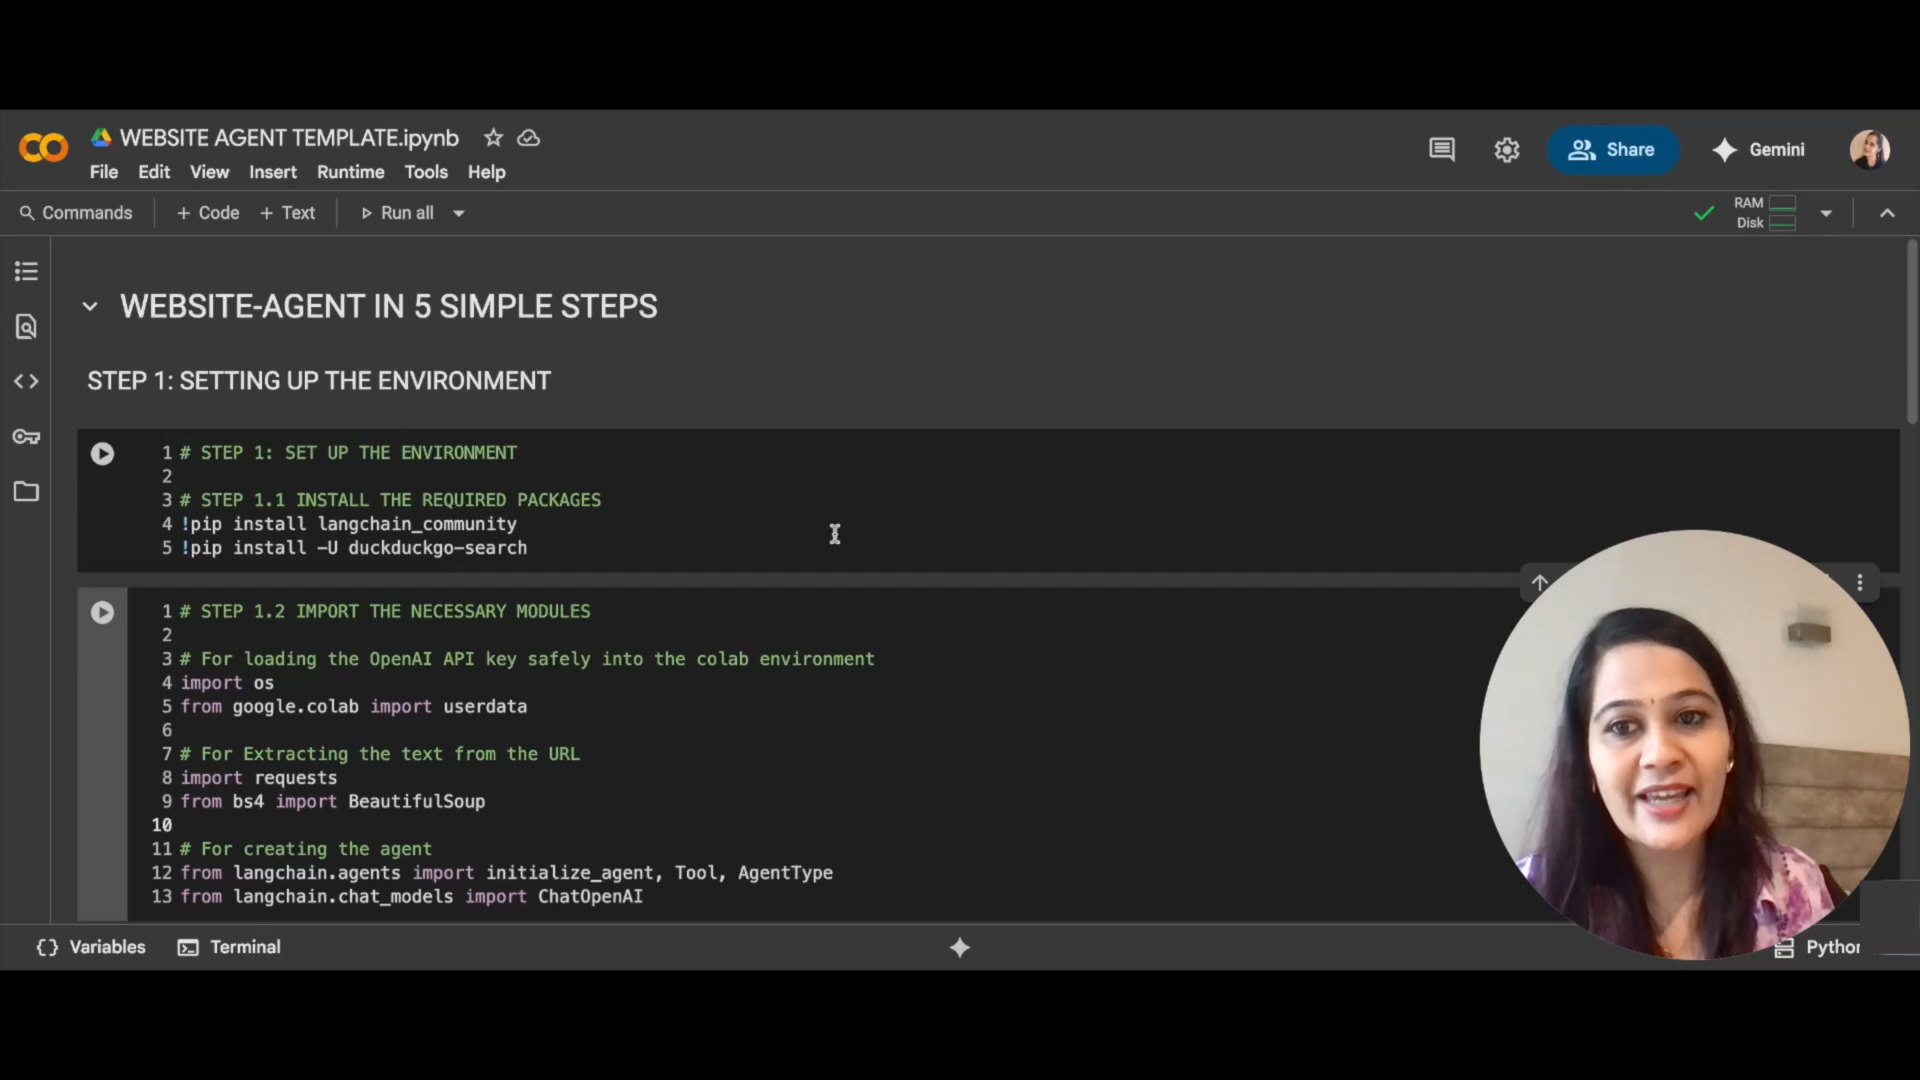 WEBSITE AGENT TEMPLATE.ipynb
File Edit View Insert Runtime Tools Help
Share
Gemini
Commands + Code + Text Run all
RAM
Disk
WEBSITE-AGENT IN 5 SIMPLE STEPS
STEP 1: SETTING UP THE ENVIRONMENT
1 # STEP 1: SET UP THE ENVIRONMENT
2
3 # STEP 1.1 INSTALL THE REQUIRED PACKAGES
4 !pip install langchain_community
5 !pip install -U duckduckgo-search
1 # STEP 1.2 IMPORT THE NECESSARY MODULES
2
3 # For loading the OpenAI API key safely into the colab environment
4 import os
5 from google.colab import userdata
6
7 # For Extracting the text from the URL
8 import requests
9 from bs4 import BeautifulSoup
10
11 # For creating the agent
12 from langchain.agents import initialize_agent, Tool, AgentType
13 from langchain.chat_models import ChatOpenAI
{} Variables Terminal